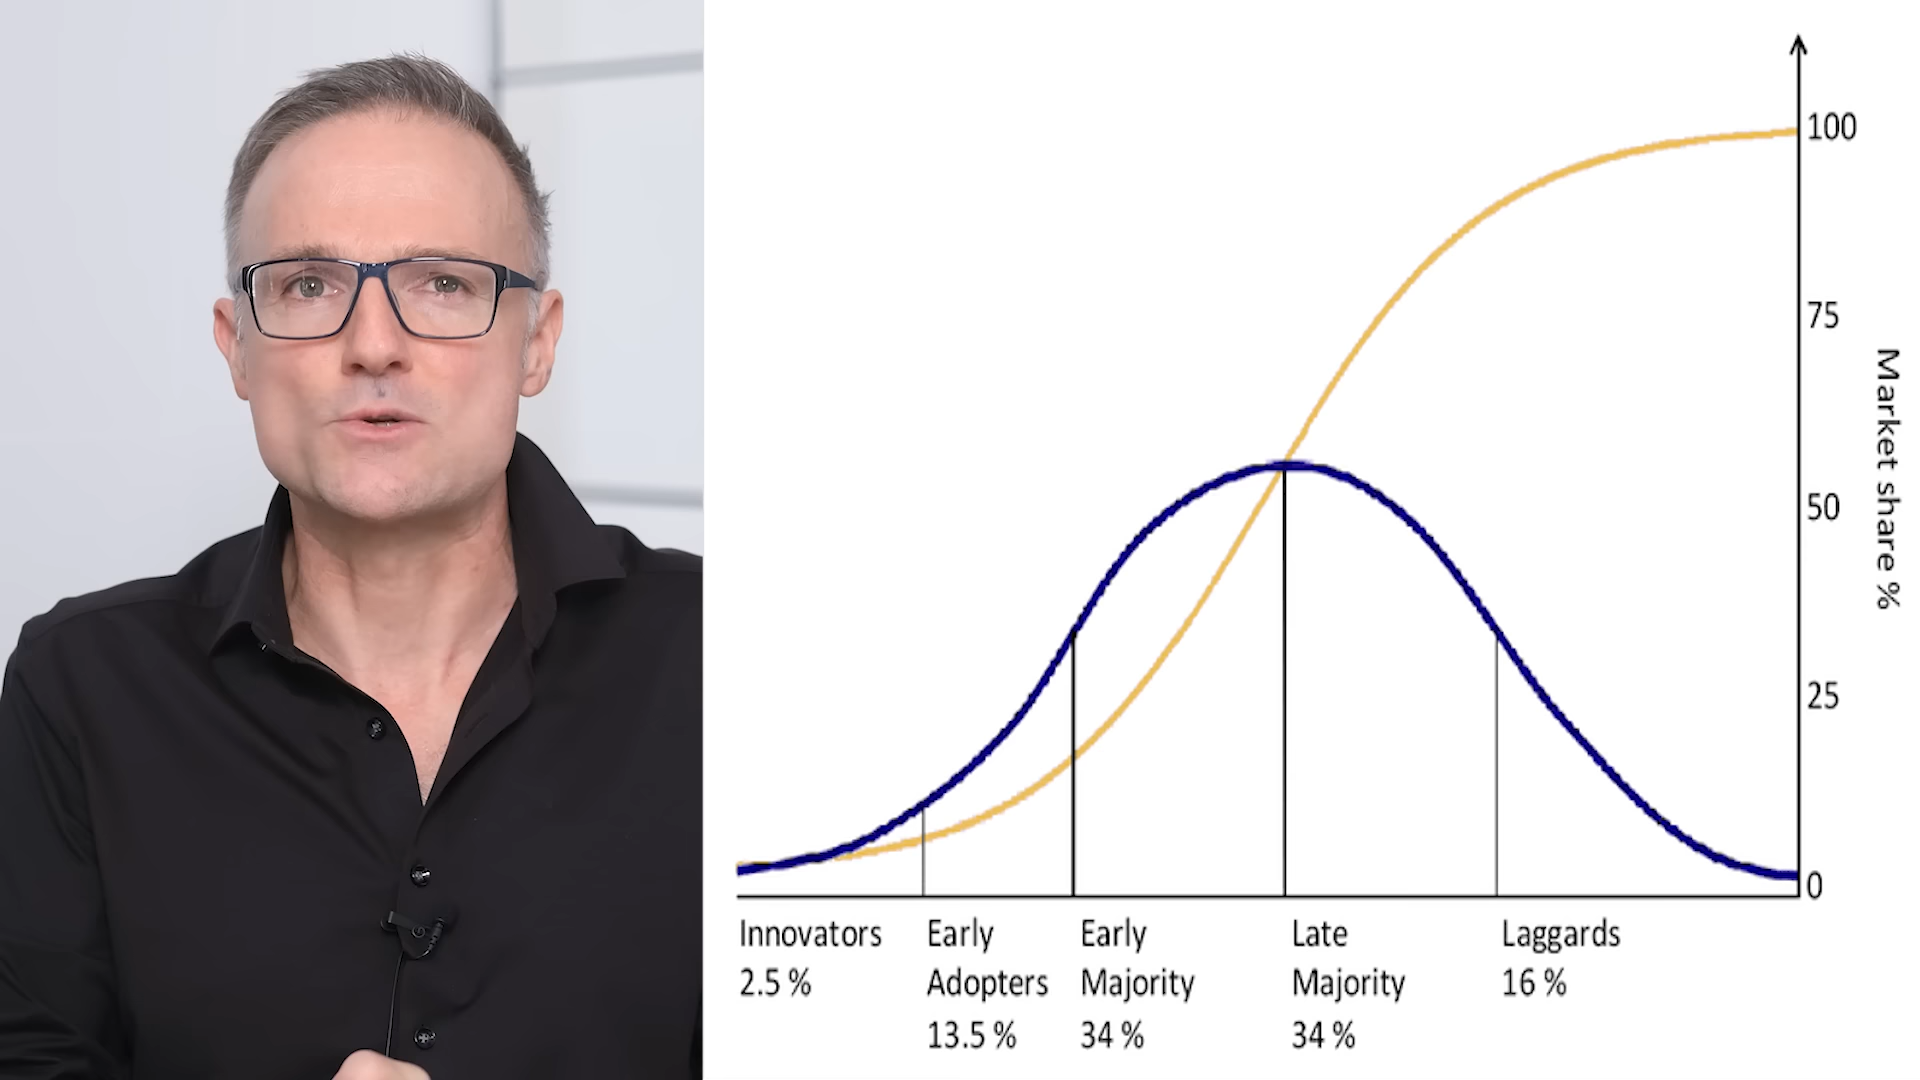 100
75
50
25
0
Market share %
Innovators
2.5 %
Early
Adopters
13.5 %
Early
Majority
34 %
Late
Majority
34 %
Laggards
16 %